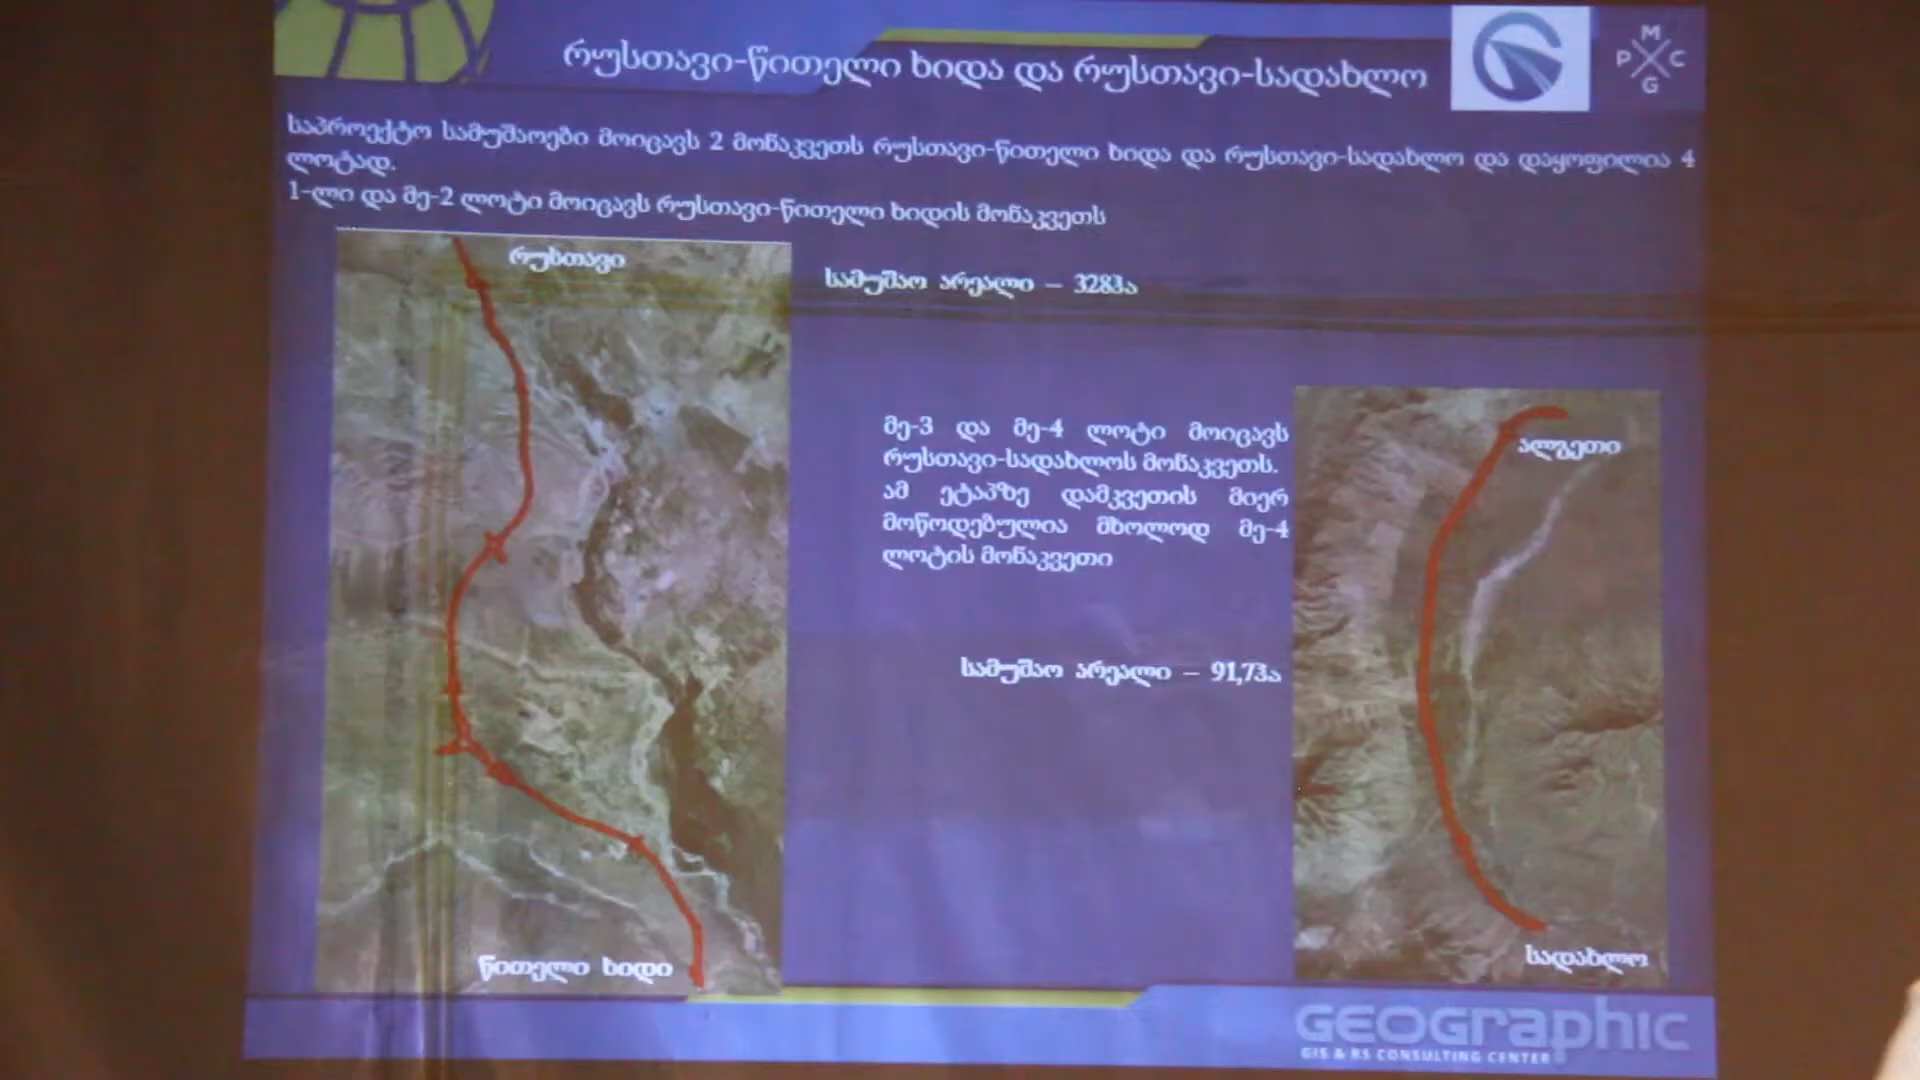 რუსთავი-წითელი ხიდა და რუსთავი-სადახლო
M
P C
G
საპროექტო სამუშაოები მოიცავს 2 მონაკვეთს რუსთავი-წითელი ხიდა და რუსთავი-სადახლო და დაყოფილია 4
ლოტად.
1-ლი და მე-2 ლოტი მოიცავს რუსთავი-წითელი ხიდის მონაკვეთს
რუსთავი
სამუშაო არეალი – 328ჰა
მე-3 და მე-4 ლოტი მოიცავს
რუსთავი-სადახლოს მონაკვეთს.
ამ ეტაპზე დამკვეთის მიერ
მოწოდებულია მხოლოდ მე-4
ლოტის მონაკვეთი
ალგეთი
სამუშაო არეალი – 91,7ჰა
წითელი ხიდი
სადახლო
GEOGraphic
GIS & RS CONSULTING CENTER